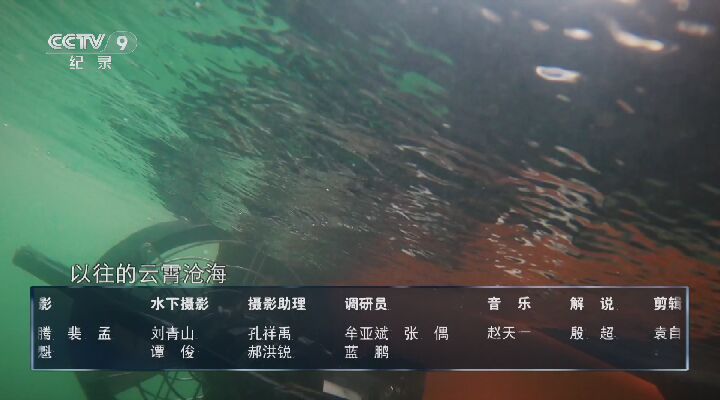 CCTV 9
纪录
以往的云霄沧海
影 水下摄影 摄影助理 调研员 音 乐 解 说 剪辑
腾 裴 孟 刘青山 孔祥禹 牟亚斌 张 偶 赵天一 殷 超 袁自
魁 谭 俊 郝洪锐 蓝 鹏